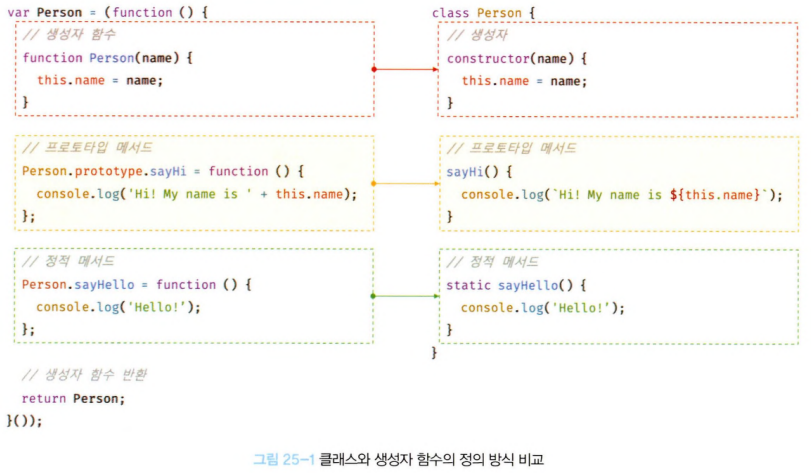 var Person = (function () {
// 생성자 함수
function Person(name) {
this.name = name;
}
// 프로토타입 메서드
Person.prototype.sayHi = function () {
console.log('Hi! My name is ' + this.name);
};
// 정적 메서드
Person.sayHello = function () {
console.log('Hello!');
};
// 생성자 함수 반환
return Person;
}());
class Person {
// 생성자
constructor(name) {
this.name = name;
}
// 프로토타입 메서드
sayHi() {
console.log(`Hi! My name is ${this.name}`);
}
// 정적 메서드
static sayHello() {
console.log('Hello!');
}
}
그림 25-1 클래스와 생성자 함수의 정의 방식 비교